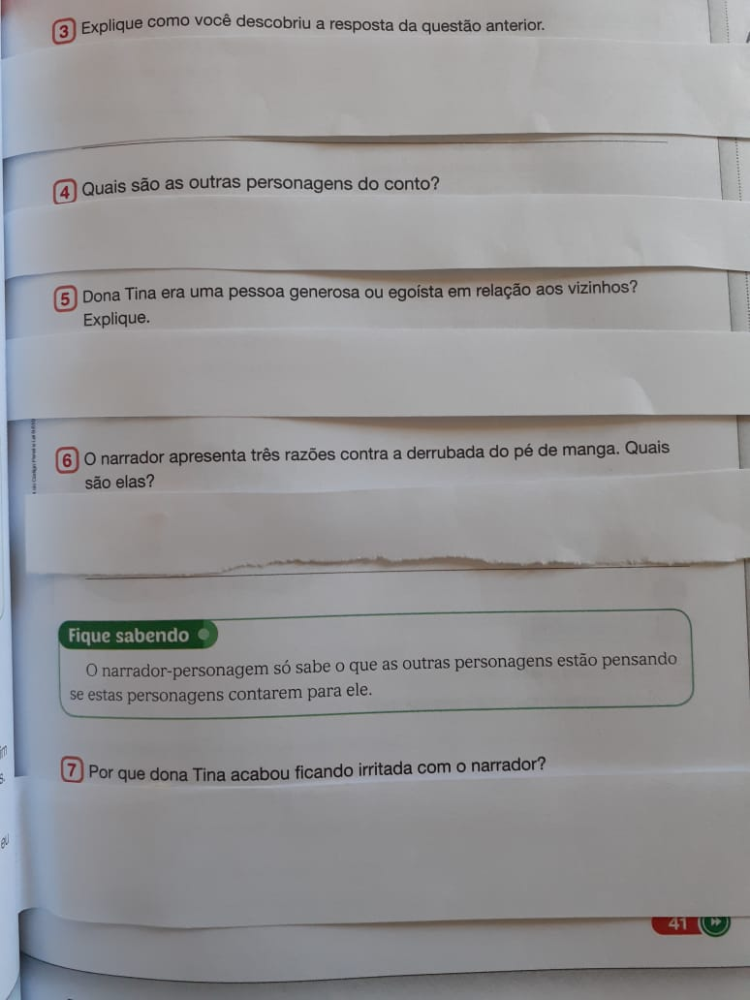 3 Explique como você descobriu a resposta da questão anterior.
4 Quais são as outras personagens do conto?
5 Dona Tina era uma pessoa generosa ou egoísta em relação aos vizinhos?
Explique.
6 O narrador apresenta três razões contra a derrubada do pé de manga. Quais
são elas?
Fique sabendo
O narrador-personagem só sabe o que as outras personagens estão pensando
se estas personagens contarem para ele.
7 Por que dona Tina acabou ficando irritada com o narrador?
eu
41